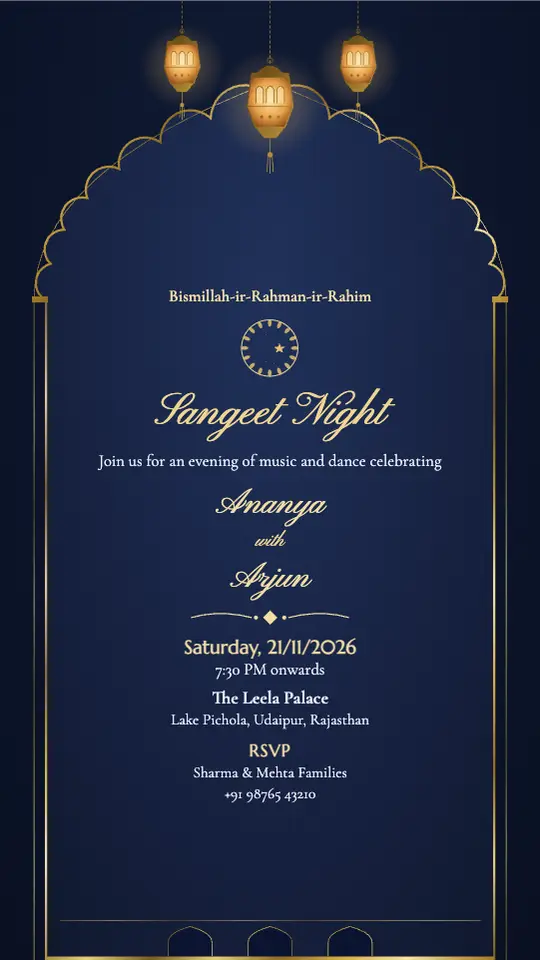 Bismillah-ir-Rahman-ir-Rahim
Sangeet Night
Join us for an evening of music and dance celebrating
Ananya
with
Arjun
Saturday, 21/11/2026
7:30 PM onwards
The Leela Palace
Lake Pichola, Udaipur, Rajasthan
RSVP
Sharma & Mehta Families
+91 98765 43210